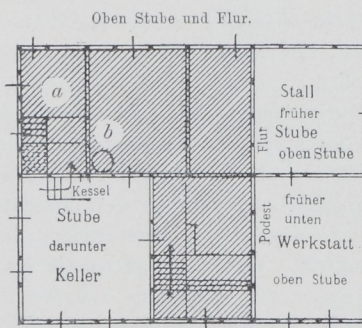 Oben Stube und Flur.
a
b
Stall
früher
Stube
oben Stube
Flur
Kessel
Stube
darunter
Keller
Podest
früher
unten
Werkstatt
oben Stube